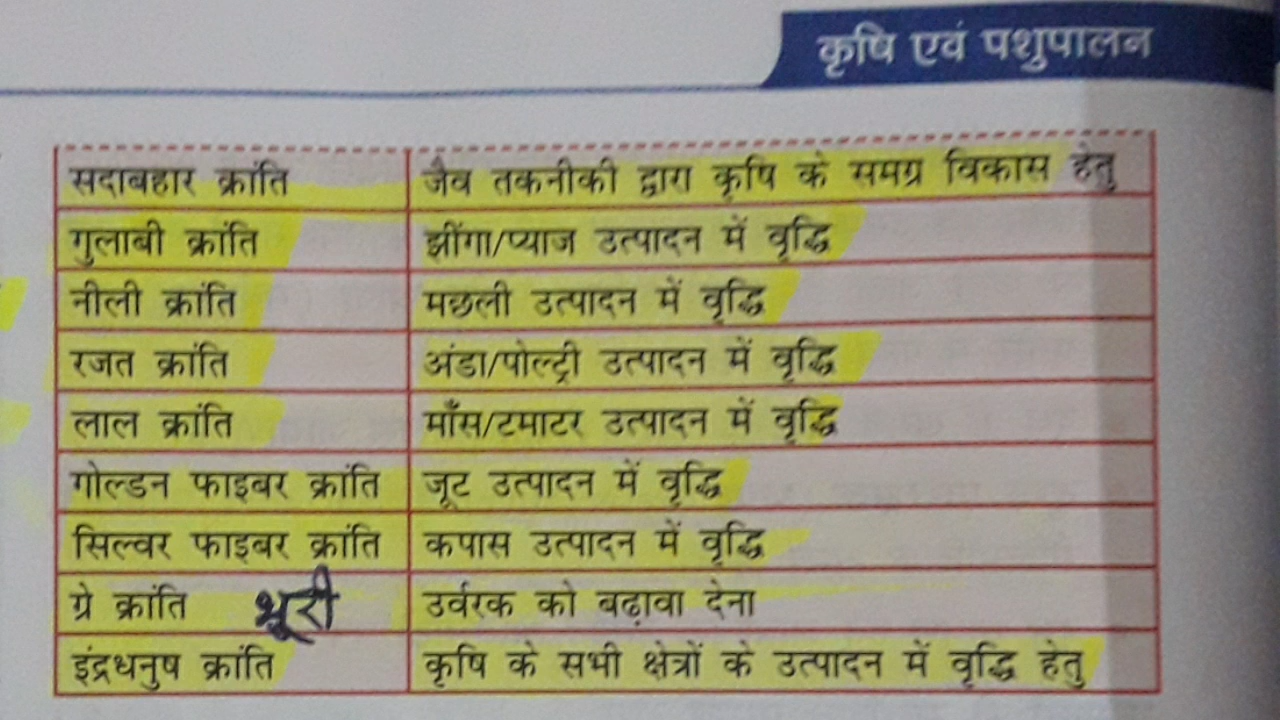 कृषि एवं पशुपालन
सदाबहार क्रांति जैव तकनीकी द्वारा कृषि के समग्र विकास हेतु
गुलाबी क्रांति झींगा/प्याज उत्पादन में वृद्धि
नीली क्रांति मछली उत्पादन में वृद्धि
रजत क्रांति अंडा/पोल्ट्री उत्पादन में वृद्धि
लाल क्रांति माँस/टमाटर उत्पादन में वृद्धि
गोल्डन फाइबर क्रांति जूट उत्पादन में वृद्धि
सिल्वर फाइबर क्रांति कपास उत्पादन में वृद्धि
ग्रे क्रांति भूरी उर्वरक को बढ़ावा देना
इंद्रधनुष क्रांति कृषि के सभी क्षेत्रों के उत्पादन में वृद्धि हेतु